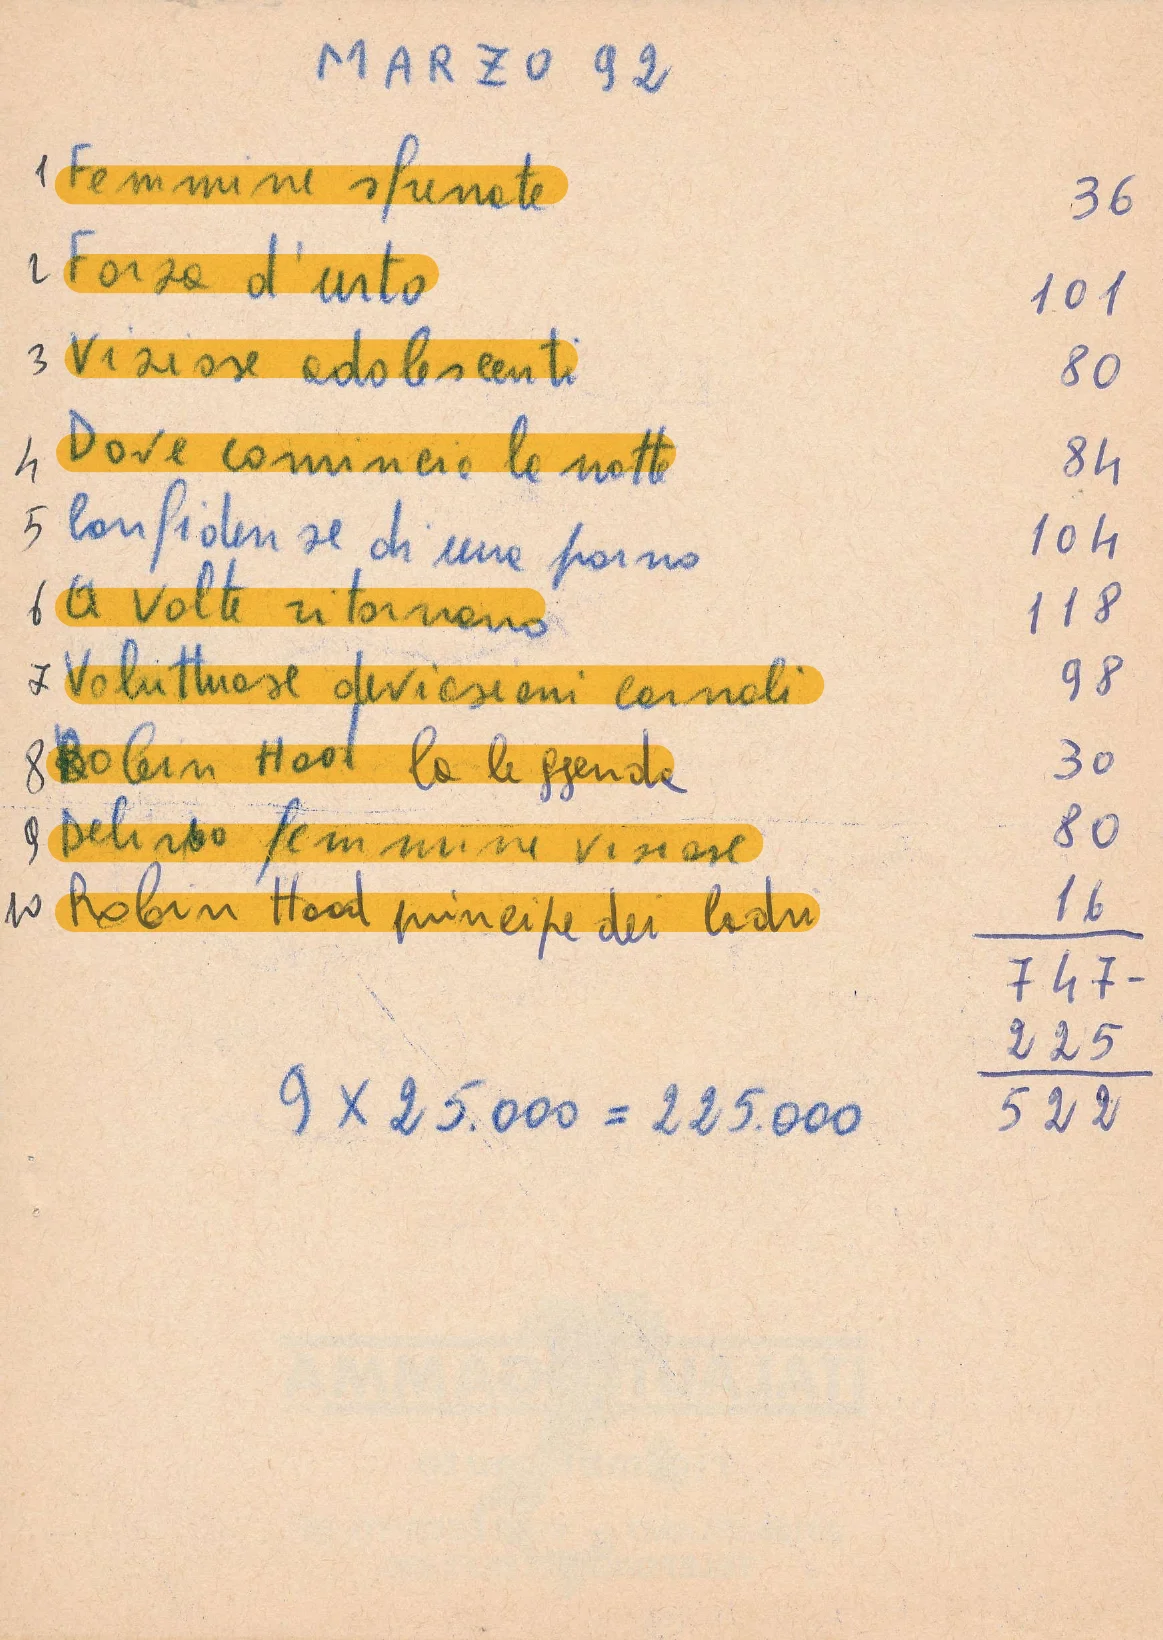 MARZO 92
1 Femmine sfrenate 36
2 Forza d'urto 101
3 Viziose adolescenti 80
4 Dove comincia la notte 84
5 Confidenze di una porno 104
6 A volte ritornano 118
7 Voluttuose deviazioni carnali 98
8 Robin Hood la leggenda 30
9 Delirio femmine viziose 80
10 Robin Hood principe dei ladri 16
747-
225
9 X 25.000 = 225.000 522